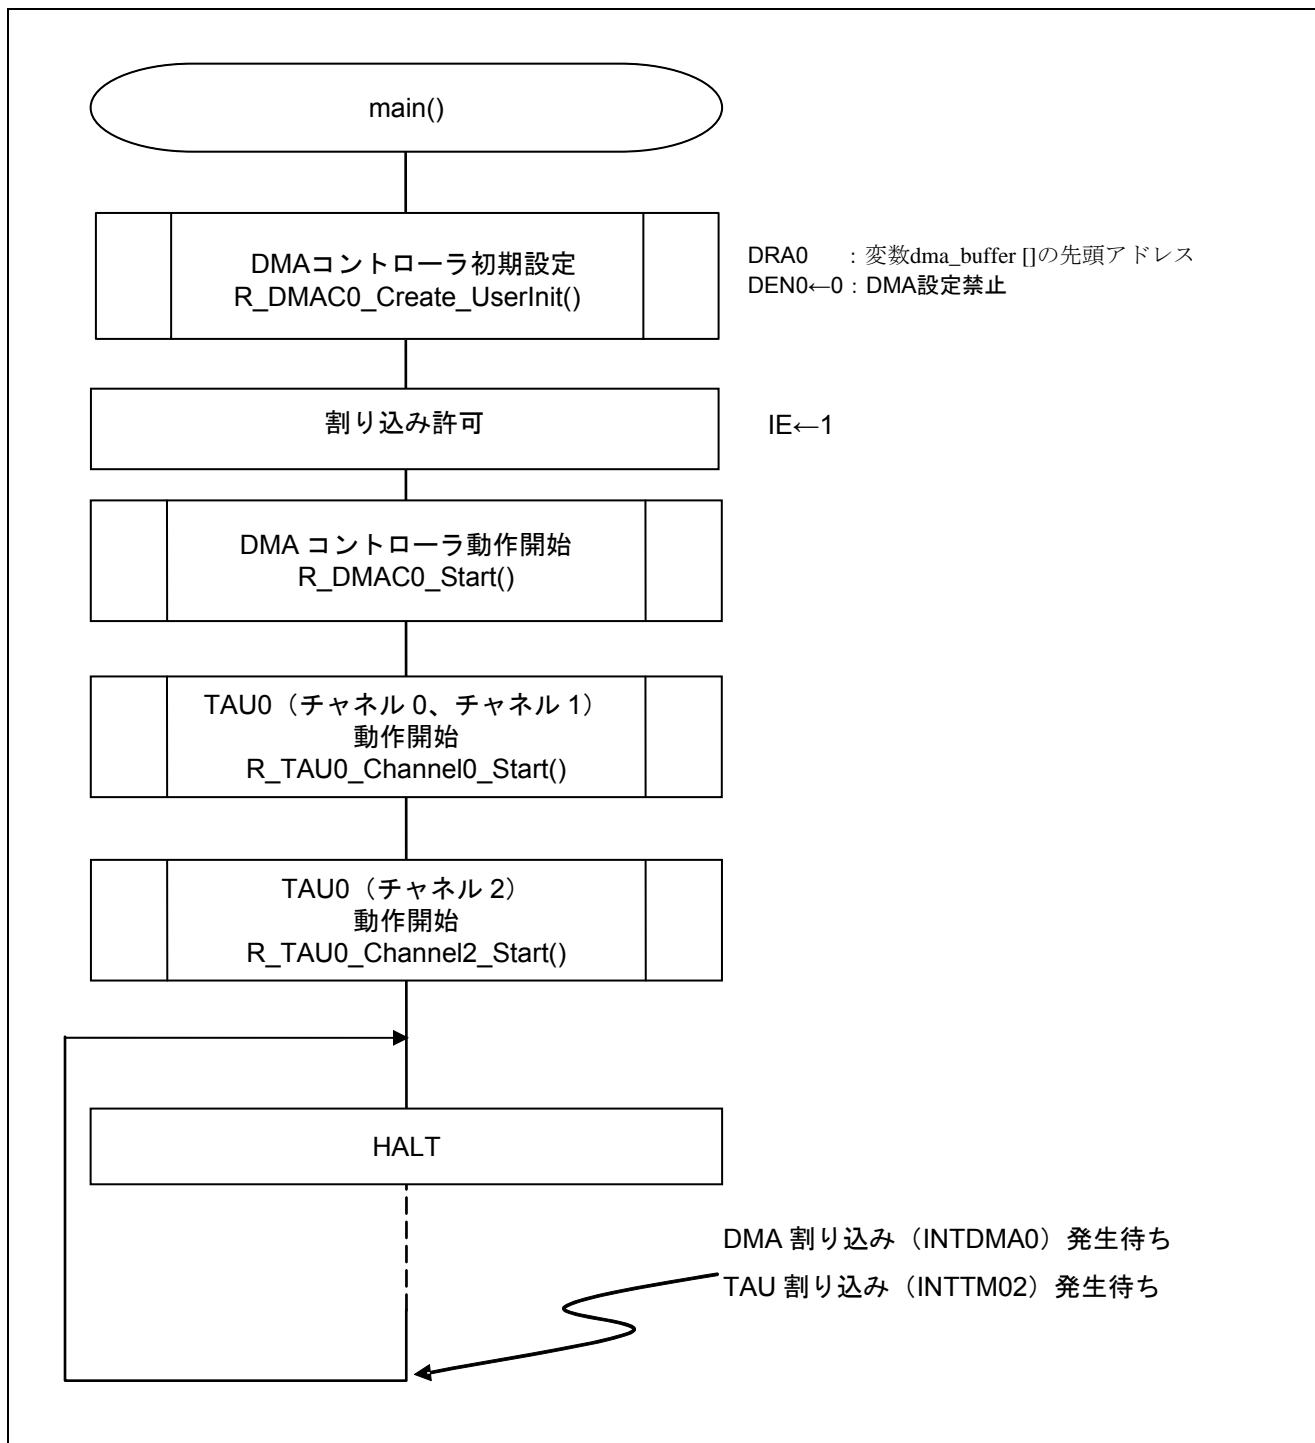 main()
DMAコントローラ初期設定
R_DMAC0_Create_UserInit()
DRA0 : 変数dma_buffer []の先頭アドレス
DEN0←0 : DMA設定禁止
割り込み許可
IE←1
DMA コントローラ動作開始
R_DMAC0_Start()
TAU0（チャネル 0、チャネル 1）
動作開始
R_TAU0_Channel0_Start()
TAU0（チャネル 2）
動作開始
R_TAU0_Channel2_Start()
HALT
DMA 割り込み（INTDMA0）発生待ち
TAU 割り込み（INTTM02）発生待ち